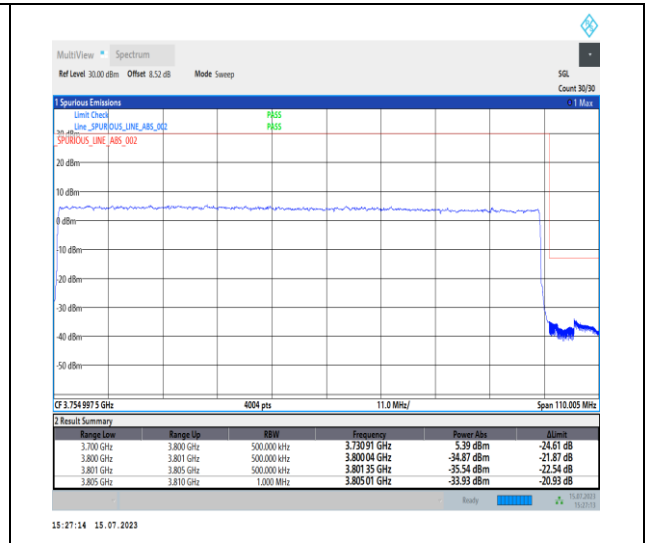 MultiView Spectrum
Ref Level 30.00 dBm Offset 8.52 dB Mode Sweep SGL
Count 30/30
1 Spurious Emissions 1 Max
Limit Check PASS
Line _SPURIOUS_LINE_ABS_002 PASS
30 dBm
SPURIOUS_LINE_ABS_002
20 dBm
10 dBm
0 dBm
-10 dBm
-20 dBm
-30 dBm
-40 dBm
-50 dBm
CF 3.754 997 5 GHz 4004 pts 11.0 MHz/ Span 110.005 MHz
2 Result Summary
Range Low Range Up RBW Frequency Power Abs ΔLimit
3.700 GHz 3.800 GHz 500.000 kHz 3.730 91 GHz 5.39 dBm -24.61 dB
3.800 GHz 3.801 GHz 500.000 kHz 3.800 04 GHz -34.87 dBm -21.87 dB
3.801 GHz 3.805 GHz 500.000 kHz 3.801 35 GHz -35.54 dBm -22.54 dB
3.805 GHz 3.810 GHz 1.000 MHz 3.805 01 GHz -33.93 dBm -20.93 dB
Ready 15.07.2023
15:27:13
15:27:14 15.07.2023